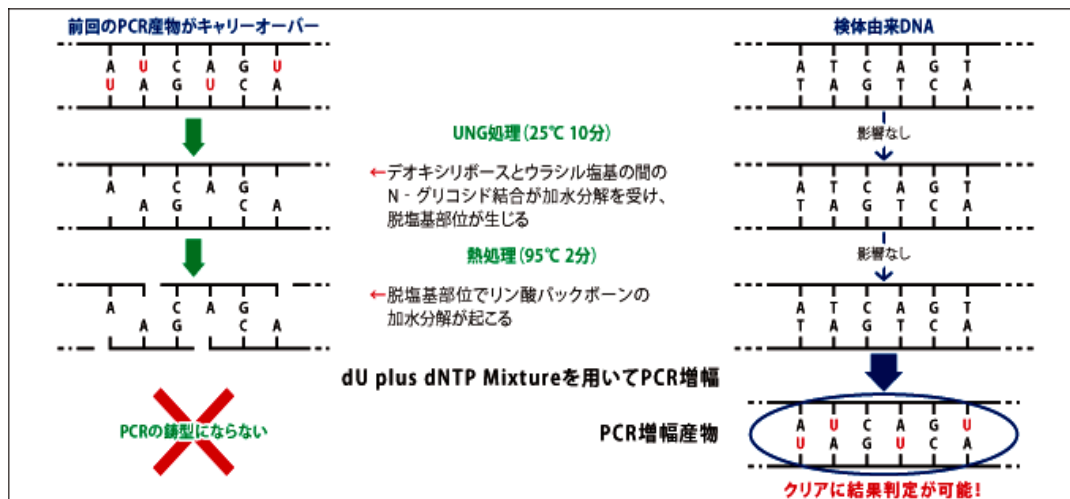 前回のPCR産物がキャリーオーバー
A U C A G U
U A G U C A
UNG処理(25℃ 10分)
←デオキシリボースとウラシル塩基の間の
N‐グリコシド結合が加水分解を受け、
脱塩基部位が生じる
A C A G
A G C A
熱処理(95℃ 2分)
←脱塩基部位でリン酸バックボーンの
加水分解が起こる
A C A G
A G C A
PCRの鋳型にならない
検体由来DNA
A T C A G T
T A G T C A
影響なし
A T C A G T
T A G T C A
影響なし
A T C A G T
T A G T C A
dU plus dNTP Mixtureを用いてPCR増幅
PCR増幅産物
A U C A G U
U A G U C A
クリアに結果判定が可能!